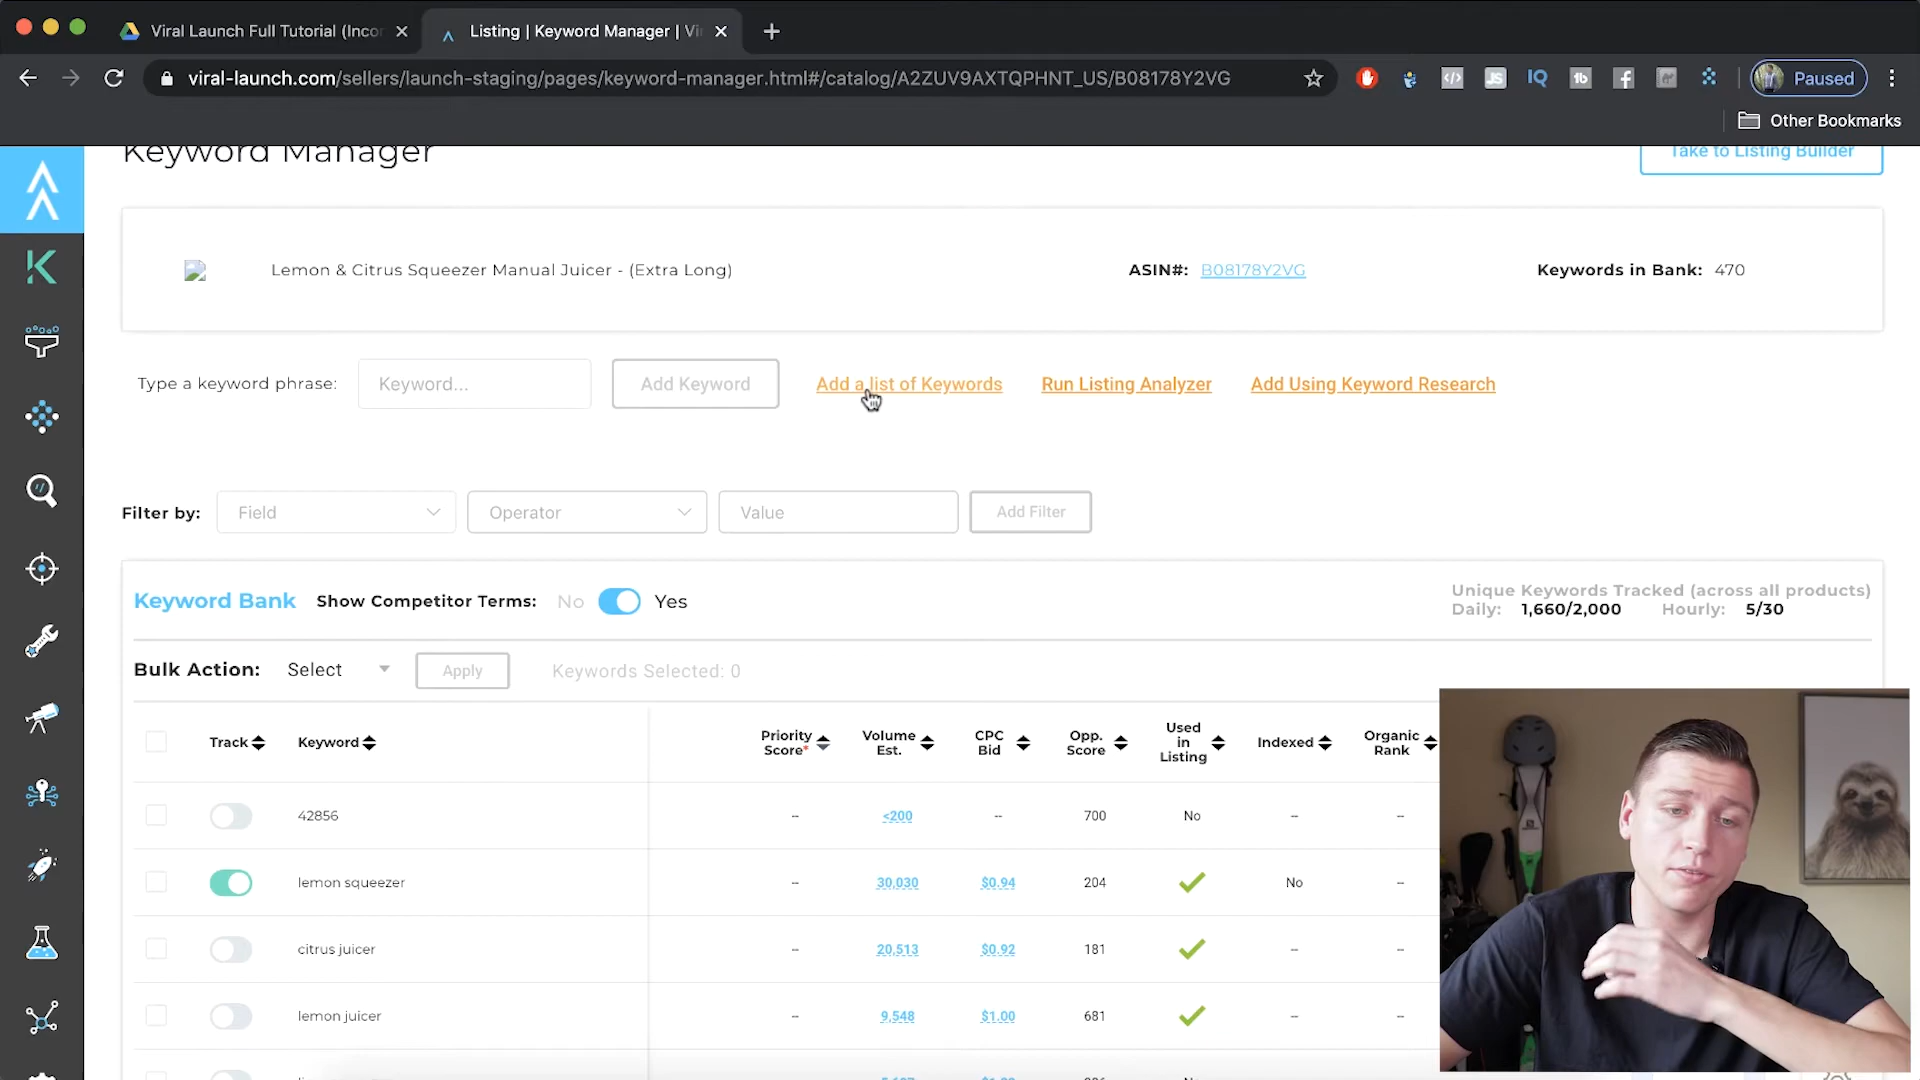 Viral Launch Full Tutorial (Incor
Listing | Keyword Manager | Vi
viral-launch.com/sellers/launch-staging/pages/keyword-manager.html#/catalog/A2ZUV9AXTQPHNT_US/B08178Y2VG
Paused
Other Bookmarks
Keyword Manager
Take to Listing Builder
Lemon & Citrus Squeezer Manual Juicer - (Extra Long)
ASIN#: B08178Y2VG
Keywords in Bank: 470
Type a keyword phrase: Keyword... Add Keyword Add a list of Keywords Run Listing Analyzer Add Using Keyword Research
Filter by: Field Operator Value Add Filter
Keyword Bank Show Competitor Terms: No Yes
Unique Keywords Tracked (across all products)
Daily: 1,660/2,000 Hourly: 5/30
Bulk Action: Select Apply Keywords Selected: 0
Track Keyword Priority Score* Volume Est. CPC Bid Opp. Score Used in Listing Indexed Organic Rank
42856 -- <200 -- 700 No -- --
lemon squeezer -- 30,030 $0.94 204 No --
citrus juicer -- 20,513 $0.92 181 -- --
lemon juicer -- 9,548 $1.00 681 -- --